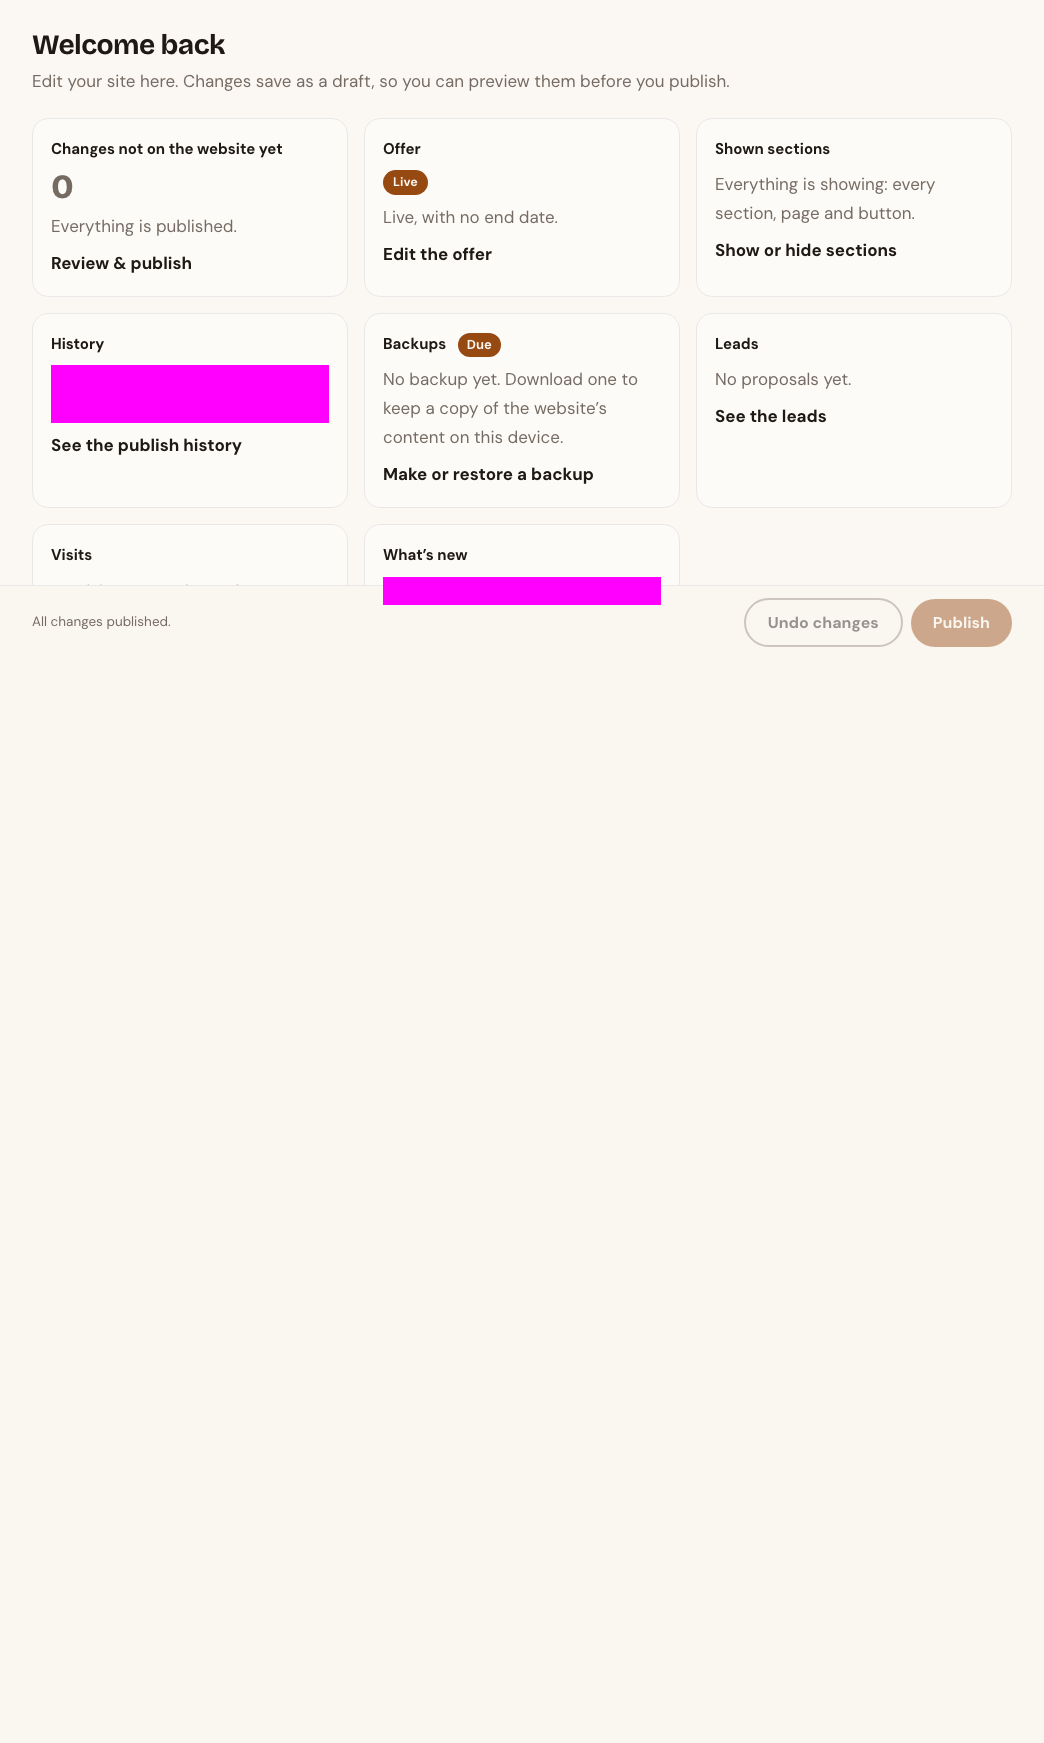 Welcome back
Edit your site here. Changes save as a draft, so you can preview them before you publish.
Changes not on the website yet
0
Everything is published.
Review & publish
Offer
Live
Live, with no end date.
Edit the offer
Shown sections
Everything is showing: every
section, page and button.
Show or hide sections
History
See the publish history
Backups
Due
No backup yet. Download one to
keep a copy of the website’s
content on this device.
Make or restore a backup
Leads
No proposals yet.
See the leads
Visits
What’s new
All changes published.
Undo changes
Publish